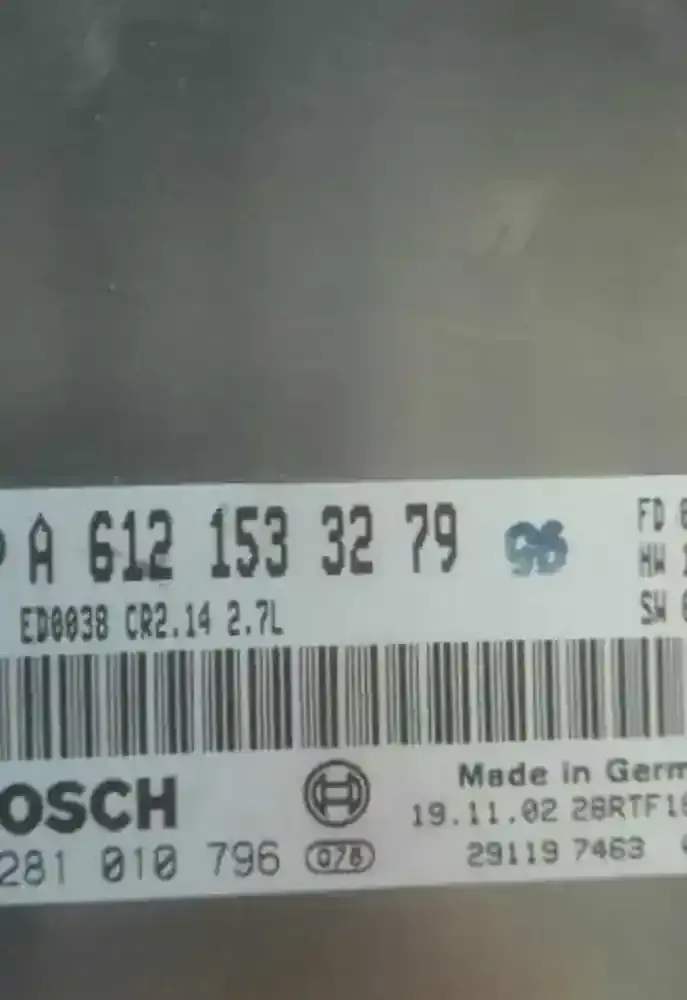 A 612 153 32 79 96
FD
HW
SW
ED0038 CR2.14 2.7L
OSCH
Made in Germ
19.11.02 28RTF1
281 010 796 078
29119 7463